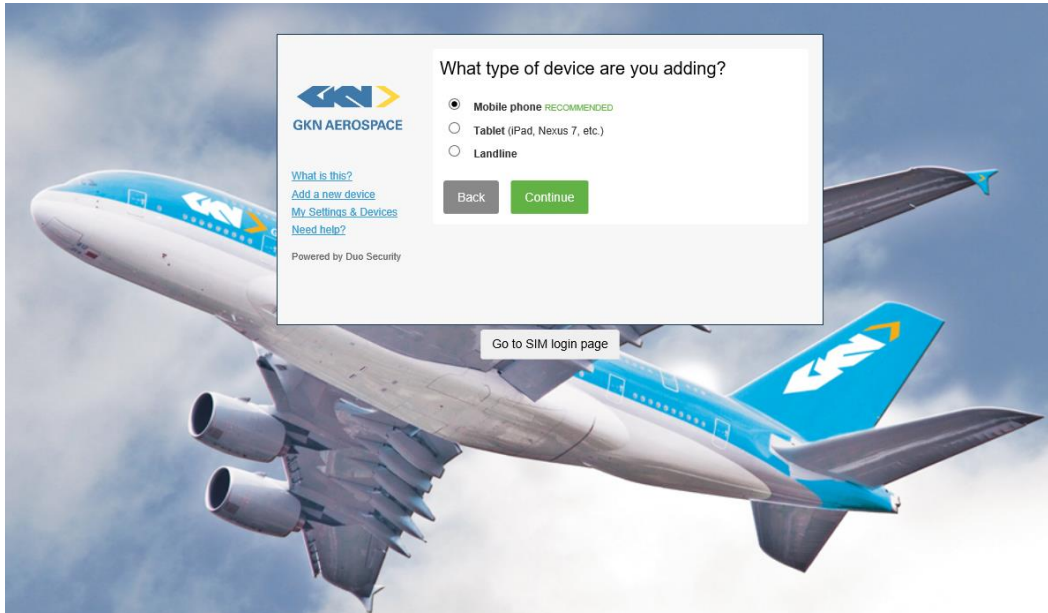 What type of device are you adding?
GKN AEROSPACE
Mobile phone RECOMMENDED
Tablet (iPad, Nexus 7, etc.)
Landline
What is this?
Add a new device
My Settings & Devices
Need help?
Powered by Duo Security
Back
Continue
Go to SIM login page